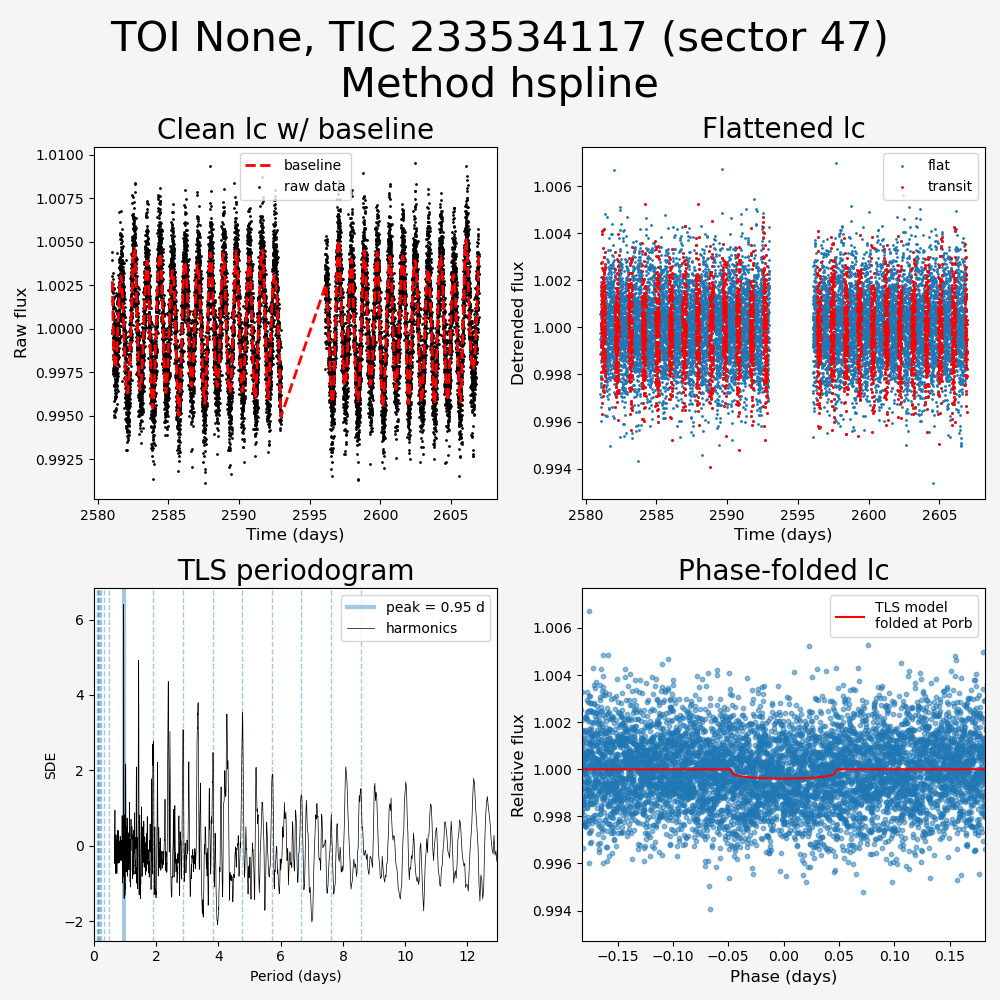 TOI None, TIC 233534117 (sector 47)
Method hspline
Clean lc w/ baseline
baseline
raw data
1.0100
1.0075
1.0050
1.0025
1.0000
0.9975
0.9950
0.9925
Raw flux
2580 2585 2590 2595 2600 2605
Time (days)
Flattened lc
flat
transit
1.006
1.004
1.002
1.000
0.998
0.996
0.994
Detrended flux
2580 2585 2590 2595 2600 2605
Time (days)
TLS periodogram
peak = 0.95 d
harmonics
6
4
2
0
−2
SDE
0 2 4 6 8 10 12
Period (days)
Phase-folded lc
TLS model
folded at Porb
1.006
1.004
1.002
1.000
0.998
0.996
0.994
Relative flux
−0.15 −0.10 −0.05 0.00 0.05 0.10 0.15
Phase (days)